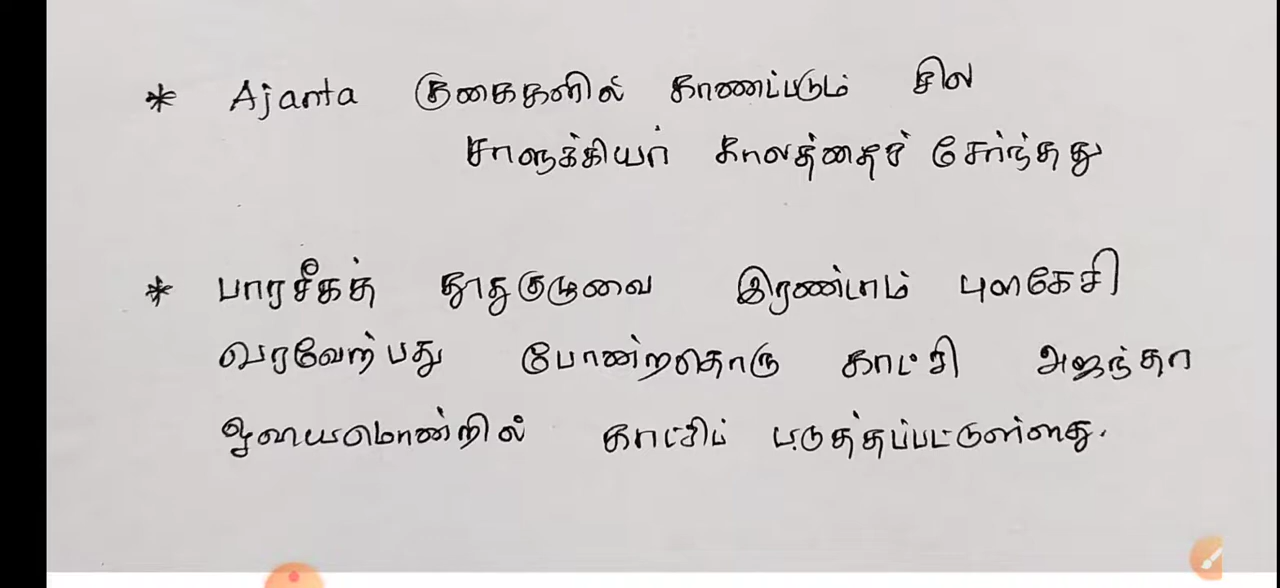 * Ajanta குகைகளில் காணப்படும் சில
சாளுக்கியர் காலத்தைச் சேர்ந்தது
* பாரசீகத் தூதுகுழுவை இரண்டாம் புலகேசி
வரவேற்பது போன்றதொரு காட்சி அஜந்தா
ஓவியமொன்றில் காட்சிப் படுத்தப்பட்டுள்ளது.